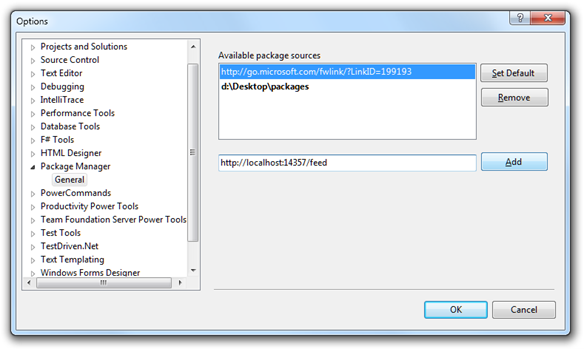 Options
Projects and Solutions
Source Control
Text Editor
Debugging
IntelliTrace
Performance Tools
Database Tools
F# Tools
HTML Designer
Package Manager
General
PowerCommands
Productivity Power Tools
Team Foundation Server Power Tools
Test Tools
TestDriven.Net
Text Templating
Windows Forms Designer
Available package sources
http://go.microsoft.com/fwlink/?LinkID=199193
d:\Desktop\packages
Set Default
Remove
http://localhost:14357/feed
Add
OK
Cancel